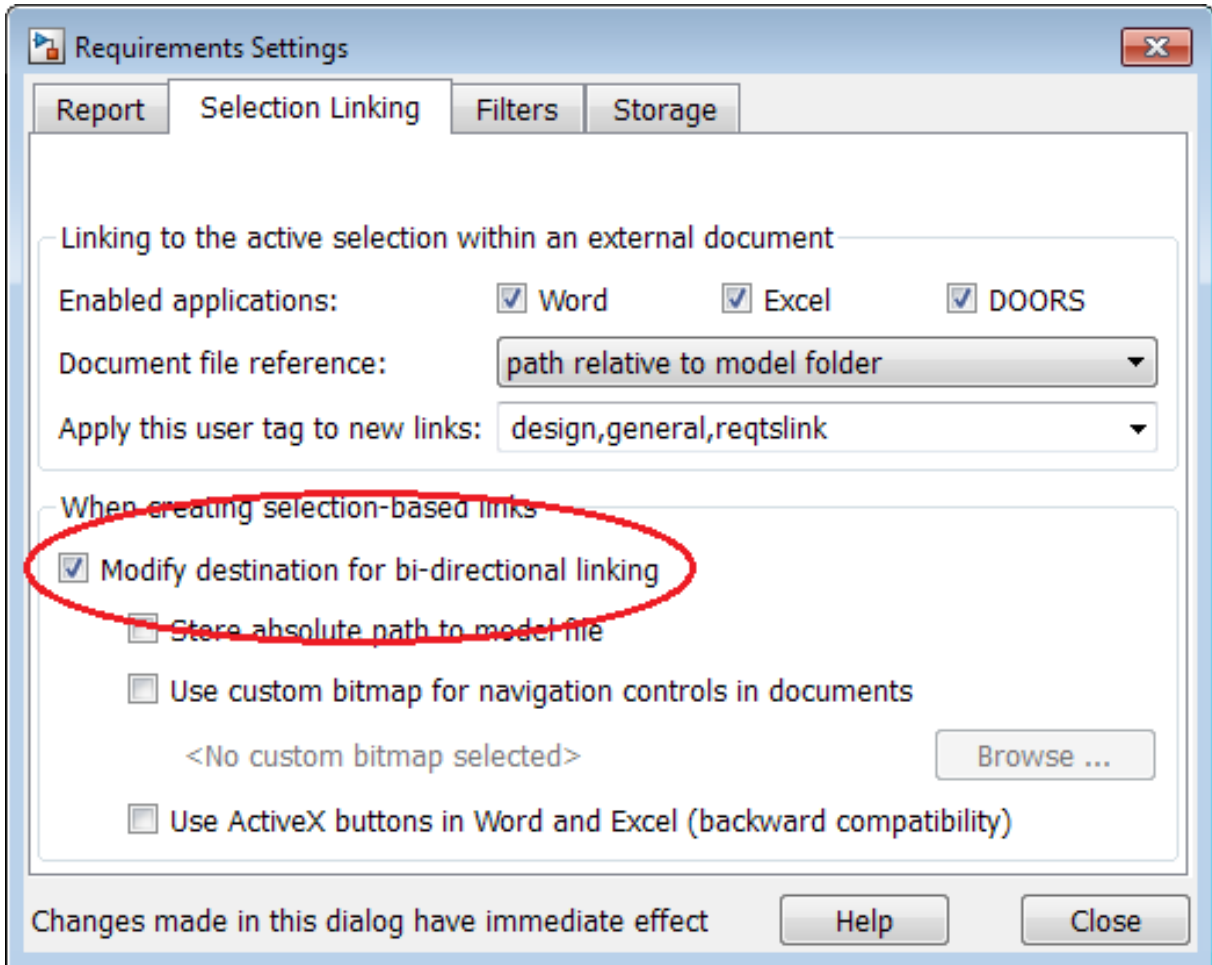 Requirements Settings
Report Selection Linking Filters Storage
Linking to the active selection within an external document
Enabled applications: Word Excel DOORS
Document file reference: path relative to model folder
Apply this user tag to new links: design,general,reqtslink
When creating selection-based links
Modify destination for bi-directional linking
Store absolute path to model file
Use custom bitmap for navigation controls in documents
<No custom bitmap selected> Browse ...
Use ActiveX buttons in Word and Excel (backward compatibility)
Changes made in this dialog have immediate effect Help Close